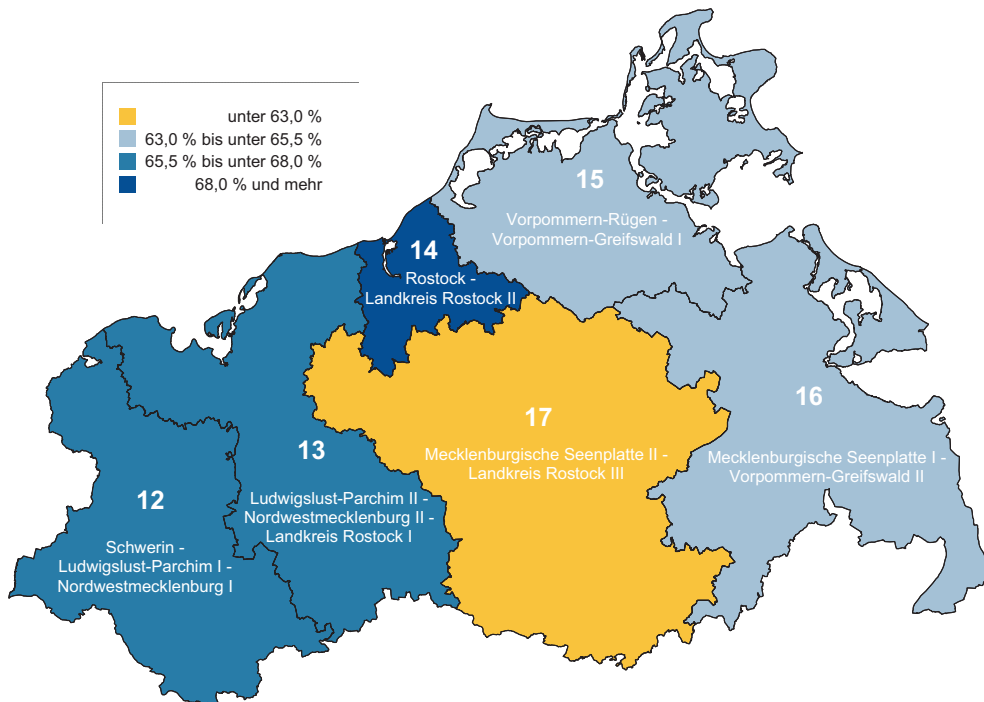 unter 63,0 %
63,0 % bis unter 65,5 %
65,5 % bis unter 68,0 %
68,0 % und mehr
15
Vorpommern-Rügen -
Vorpommern-Greifswald I
14
Rostock -
Landkreis Rostock II
16
Mecklenburgische Seenplatte I -
Vorpommern-Greifswald II
17
Mecklenburgische Seenplatte II -
Landkreis Rostock III
13
Ludwigslust-Parchim II -
Nordwestmecklenburg II -
Landkreis Rostock I
12
Schwerin -
Ludwigslust-Parchim I -
Nordwestmecklenburg I